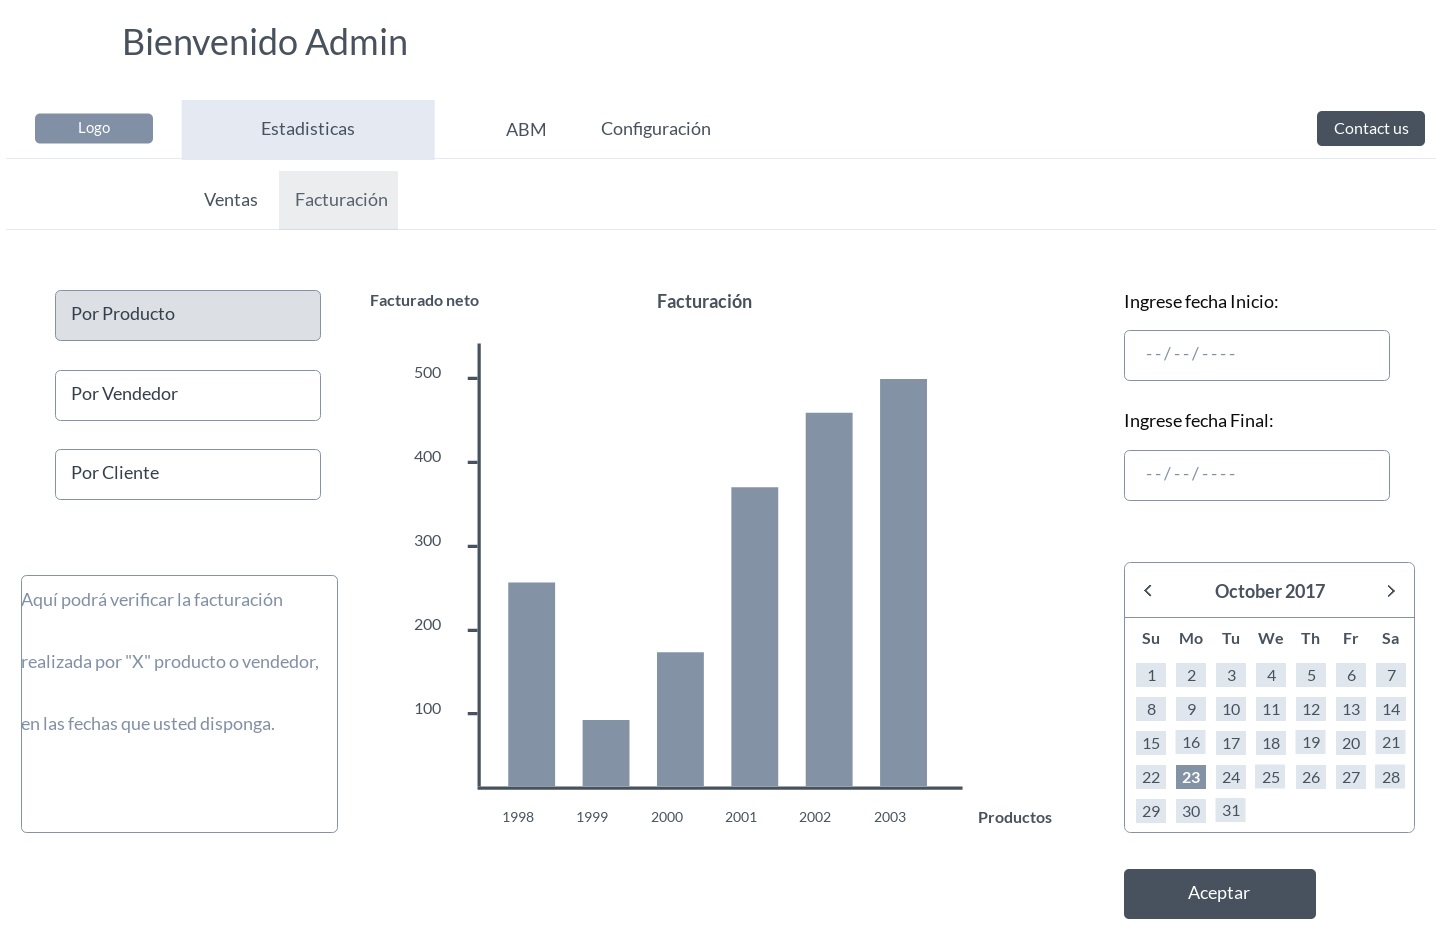 Bienvenido Admin
Logo
Estadisticas
ABM
Configuración
Contact us
Ventas
Facturación
Por Producto
Por Vendedor
Por Cliente
Aquí podrá verificar la facturación
realizada por "X" producto o vendedor,
en las fechas que usted disponga.
Facturado neto
Facturación
500
400
300
200
100
1998 1999 2000 2001 2002 2003
Productos
Ingrese fecha Inicio:
--/--/----
Ingrese fecha Final:
--/--/----
October 2017
Su Mo Tu We Th Fr Sa
1 2 3 4 5 6 7
8 9 10 11 12 13 14
15 16 17 18 19 20 21
22 23 24 25 26 27 28
29 30 31
Aceptar